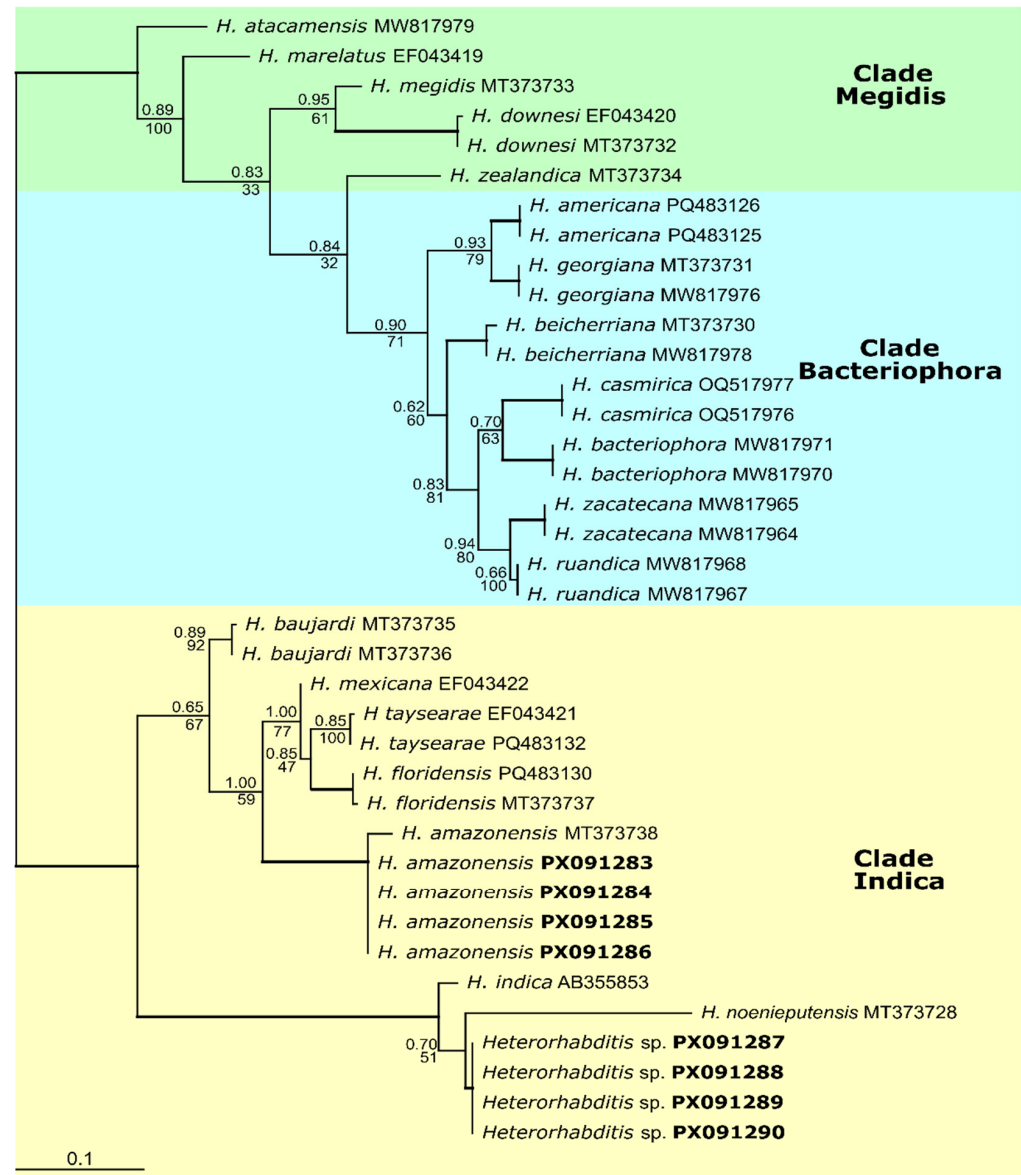 H. atacamensis MW817979
H. marelatus EF043419
Clade
Megidis
H. megidis MT373733
0.95
61
0.89
100
H. downesi EF043420
H. downesi MT373732
0.83
33
H. zealandica MT373734
H. americana PQ483126
H. americana PQ483125
0.84
32
0.93
79
H. georgiana MT373731
H. georgiana MW817976
0.90
71
H. beicherriana MT373730
H. beicherriana MW817978
Clade
Bacteriophora
H. casmirica OQ517977
H. casmirica OQ517976
0.62
60
0.70
63
H. bacteriophora MW817971
H. bacteriophora MW817970
0.83
81
H. zacatecana MW817965
H. zacatecana MW817964
0.94
80
H. ruandica MW817968
0.66
100
H. ruandica MW817967
H. baujardi MT373735
0.89
92
H. baujardi MT373736
H. mexicana EF043422
0.65
67
1.00
77
H taysearae EF043421
0.85
100
H. taysearae PQ483132
0.85
47
H. floridensis PQ483130
1.00
59
H. floridensis MT373737
H. amazonensis MT373738
H. amazonensis PX091283
Clade
Indica
H. amazonensis PX091284
H. amazonensis PX091285
H. amazonensis PX091286
H. indica AB355853
H. noenieputensis MT373728
0.70
51
Heterorhabditis sp. PX091287
Heterorhabditis sp. PX091288
Heterorhabditis sp. PX091289
Heterorhabditis sp. PX091290
0.1